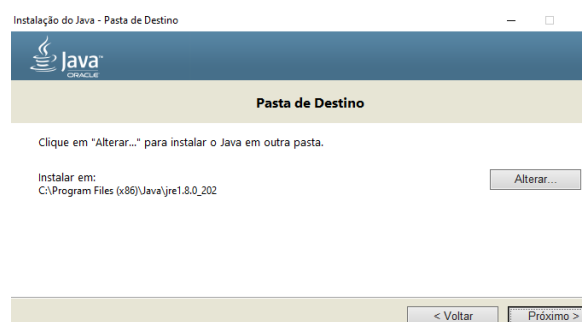 Instalação do Java - Pasta de Destino
Java™
ORACLE
Pasta de Destino
Clique em "Alterar..." para instalar o Java em outra pasta.
Instalar em:
Alterar...
C:\Program Files (x86)\Java\jre1.8.0_202
< Voltar
Próximo >